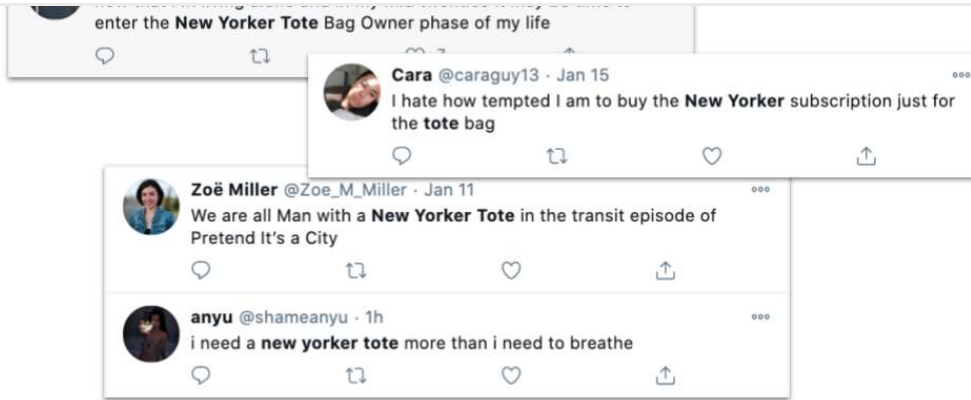 enter the New Yorker Tote Bag Owner phase of my life
Cara @caraguy13 · Jan 15
I hate how tempted I am to buy the New Yorker subscription just for
the tote bag
Zoë Miller @Zoe_M_Miller · Jan 11
We are all Man with a New Yorker Tote in the transit episode of
Pretend It's a City
anyu @shameanyu · 1h
i need a new yorker tote more than i need to breathe